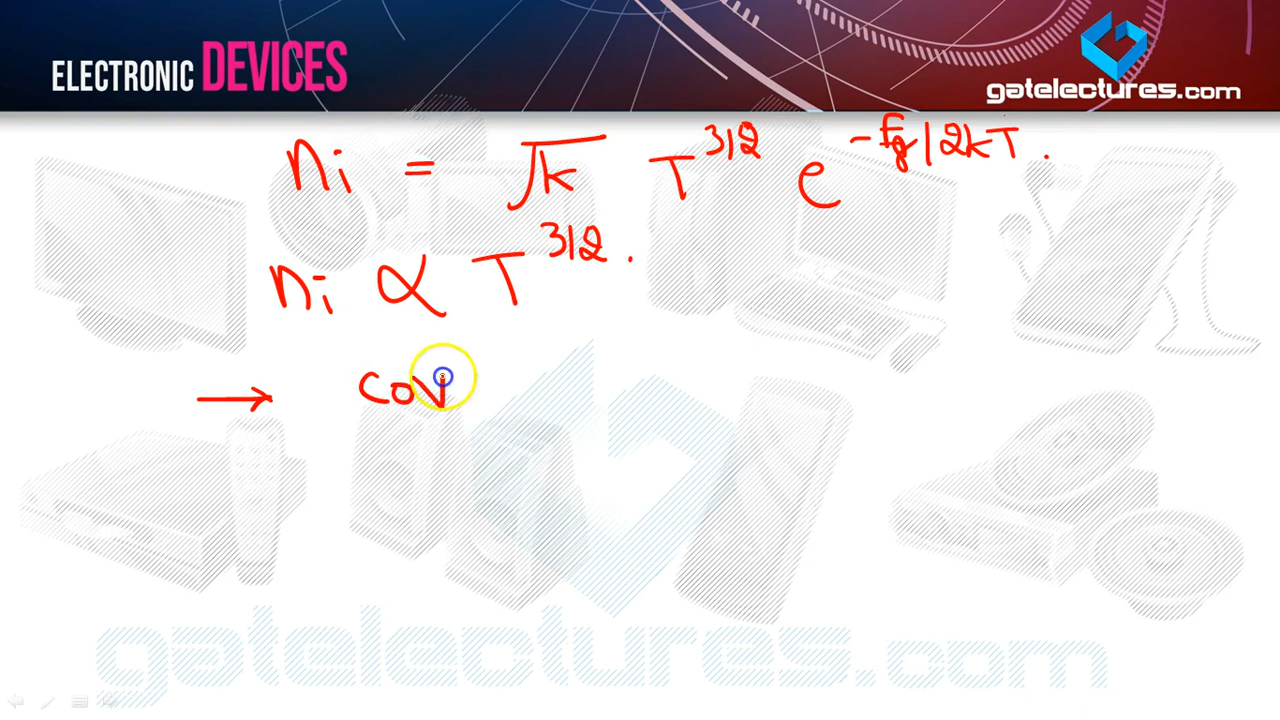 ELECTRONIC DEVICES
gatelectures.com
ni = √k T^3/2 e^-Eg/2kT.
ni ∝ T^3/2.
→ cov
gatelectures.com